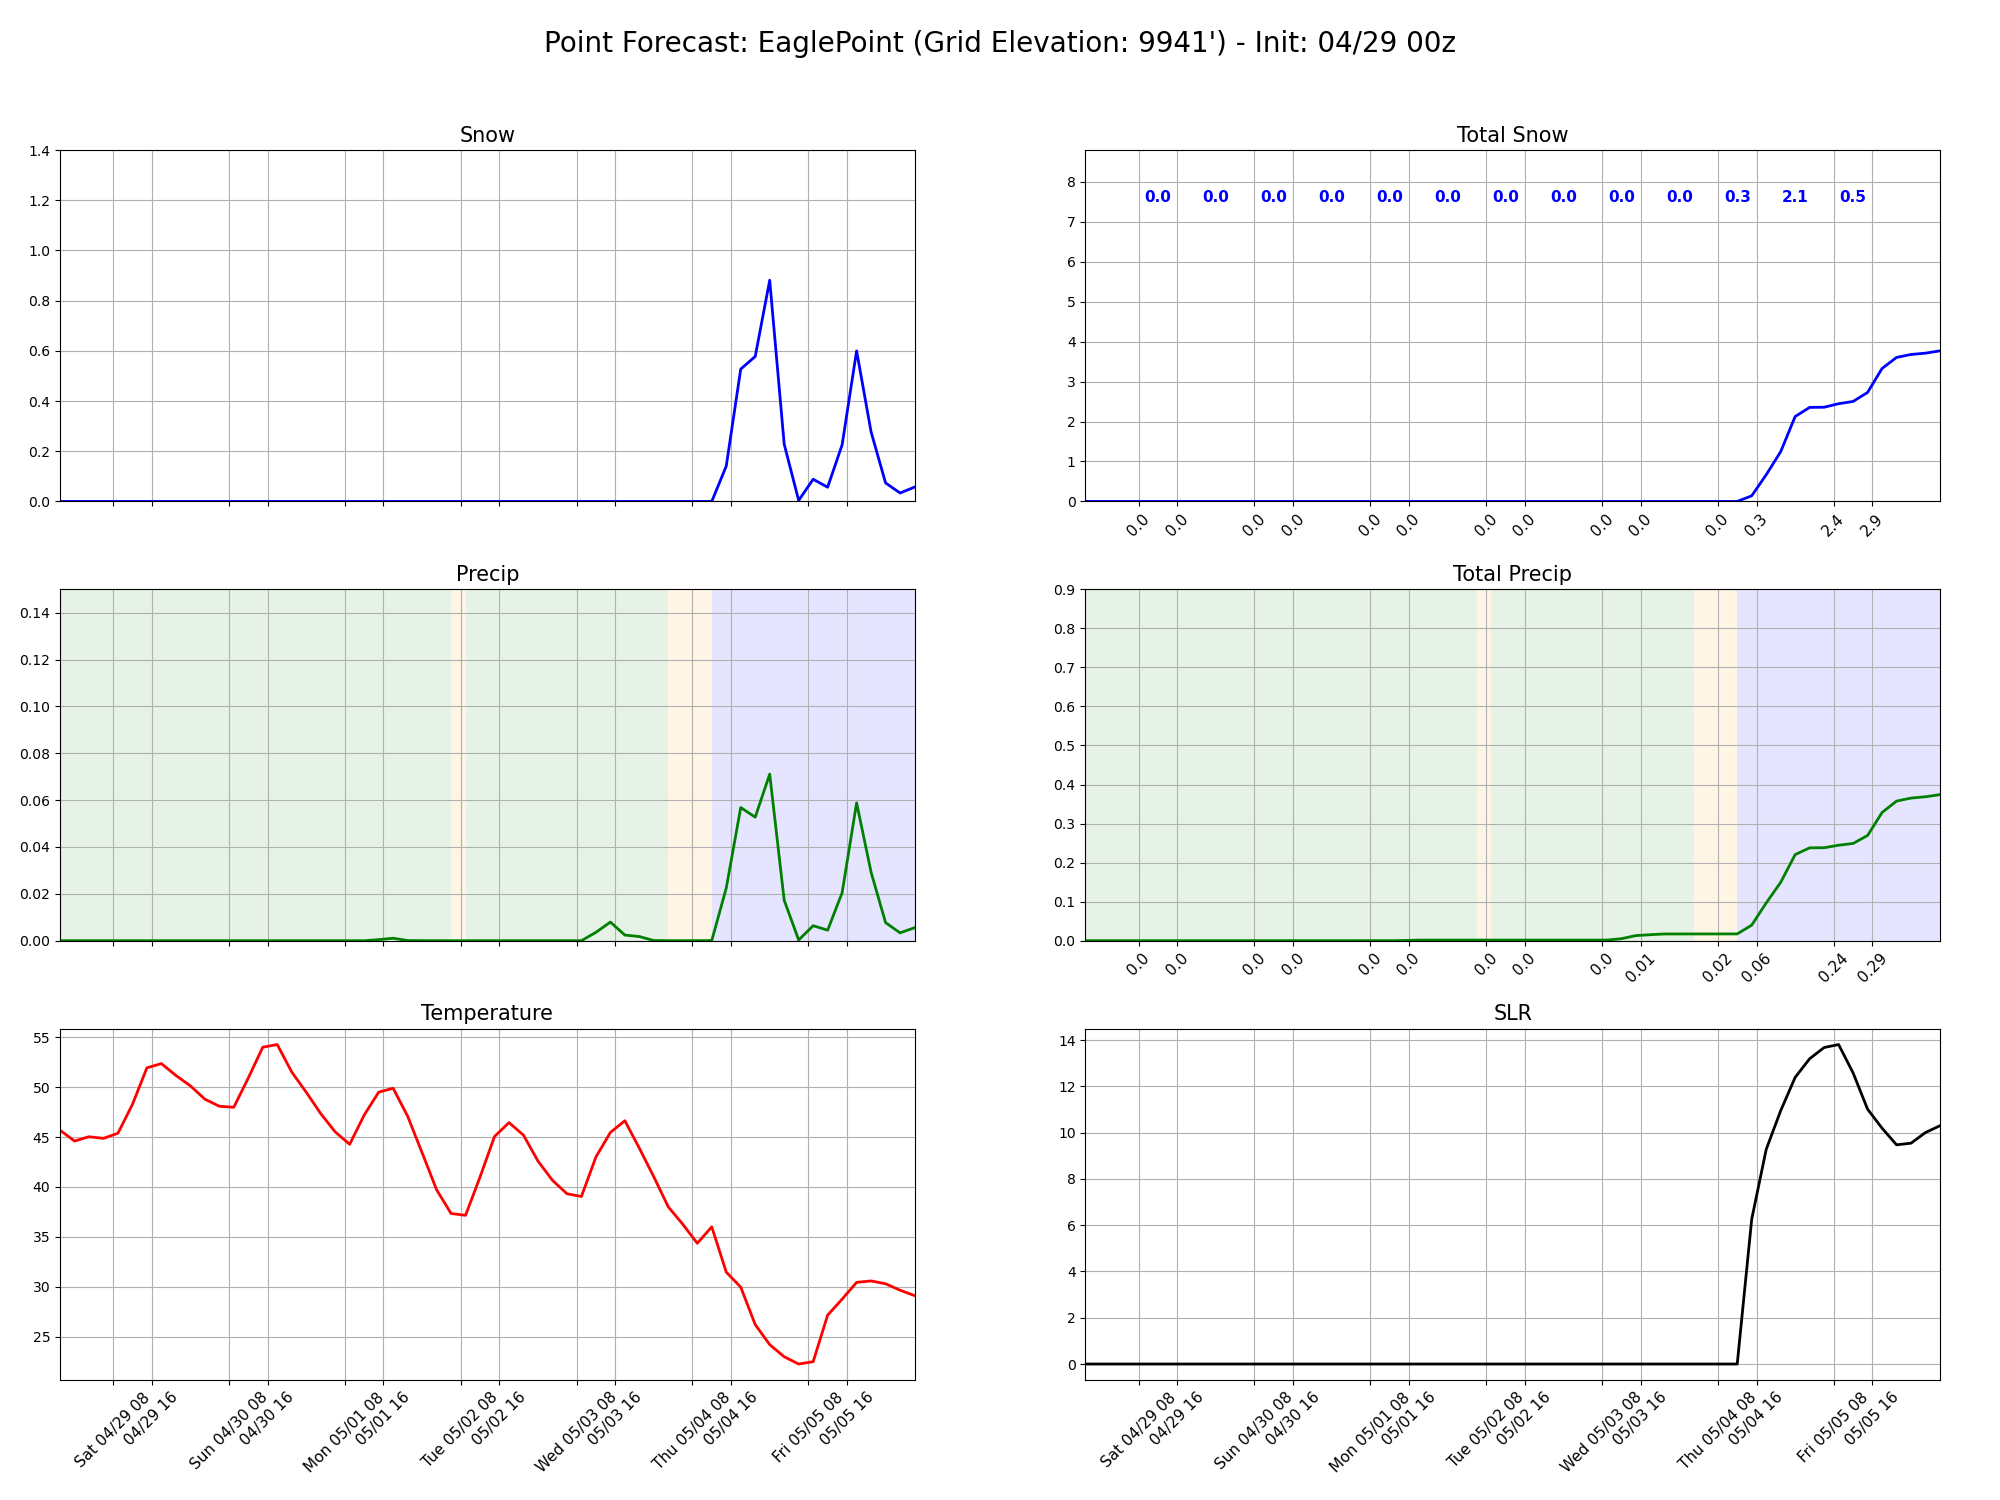 Point Forecast: EaglePoint (Grid Elevation: 9941') - Init: 04/29 00z
Snow
1.4
1.2
1.0
0.8
0.6
0.4
0.2
0.0
Total Snow
8
7
6
5
4
3
2
1
0
0.0 0.0 0.0 0.0 0.0 0.0 0.0 0.0 0.0 0.0 0.3 2.1 0.5
0.0 0.0 0.0 0.0 0.0 0.0 0.0 0.0 0.0 0.0 0.0 0.3 2.4 2.9
Precip
0.14
0.12
0.10
0.08
0.06
0.04
0.02
0.00
Total Precip
0.9
0.8
0.7
0.6
0.5
0.4
0.3
0.2
0.1
0.0
0.0 0.0 0.0 0.0 0.0 0.0 0.0 0.0 0.0 0.01 0.02 0.06 0.24 0.29
Temperature
55
50
45
40
35
30
25
Sat 04/29 08
04/29 16
Sun 04/30 08
04/30 16
Mon 05/01 08
05/01 16
Tue 05/02 08
05/02 16
Wed 05/03 08
05/03 16
Thu 05/04 08
05/04 16
Fri 05/05 08
05/05 16
SLR
14
12
10
8
6
4
2
0
Sat 04/29 08
04/29 16
Sun 04/30 08
04/30 16
Mon 05/01 08
05/01 16
Tue 05/02 08
05/02 16
Wed 05/03 08
05/03 16
Thu 05/04 08
05/04 16
Fri 05/05 08
05/05 16